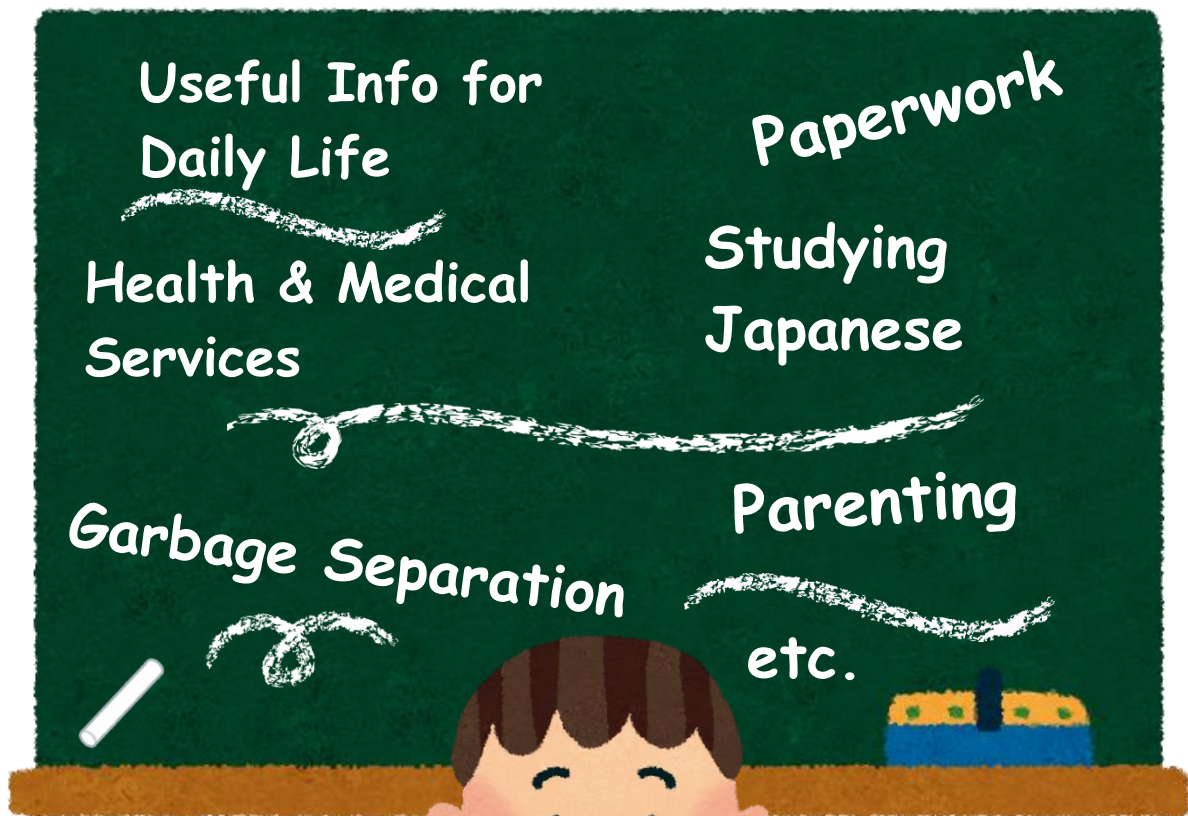 Useful Info for
Daily Life
Paperwork
Health & Medical
Services
Studying
Japanese
Garbage Separation
Parenting
etc.